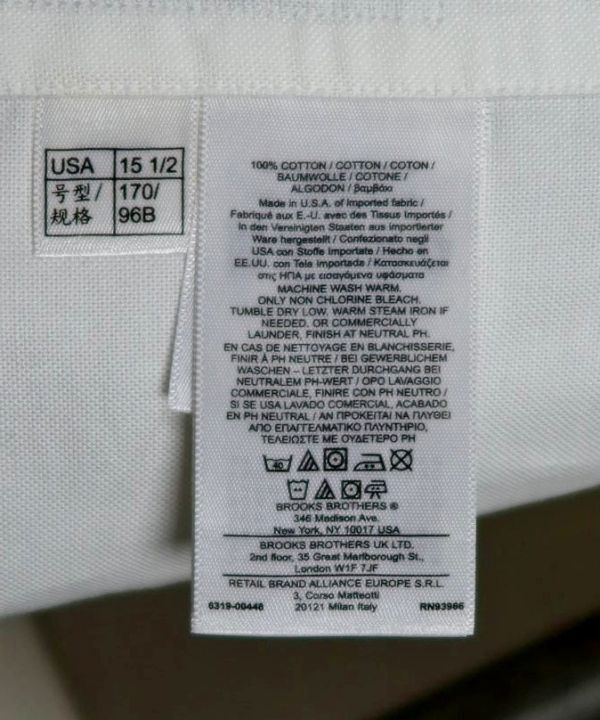 USA 15 1/2
号型/ 170/
规格 96B
100% COTTON / COTTON / COTON /
BAUMWOLLE / COTONE /
ALGODON / βαμβάκι
Made in U.S.A. of imported fabric /
Fabriqué aux E.-U. avec des Tissus Importés /
In den Vereinigten Staaten aus importierter
Ware hergestellt / Confezionato negli
USA con Stoffe Importate / Hecho en
EE.UU. con Tela Importada / Κατασκευάζεται
στις ΗΠΑ με εισαγόμενα υφάσματα
MACHINE WASH WARM.
ONLY NON CHLORINE BLEACH.
TUMBLE DRY LOW. WARM STEAM IRON IF
NEEDED. OR COMMERCIALLY
LAUNDER, FINISH AT NEUTRAL PH.
EN CAS DE NETTOYAGE EN BLANCHISSERIE,
FINIR À PH NEUTRE / BEI GEWERBLICHEM
WASCHEN – LETZTER DURCHGANG BEI
NEUTRALEM PH-WERT / OPO LAVAGGIO
COMMERCIALE, FINIRE CON PH NEUTRO /
SI SE USA LAVADO COMERCIAL, ACABADO
EN PH NEUTRAL / ΑΝ ΠΡΟΚΕΙΤΑΙ ΝΑ ΠΛΥΘΕΙ
ΑΠΟ ΕΠΑΓΓΕΛΜΑΤΙΚΟ ΠΛΥΝΤΗΡΙΟ,
ΤΕΛΕΙΩΣΤΕ ΜΕ ΟΥΔΕΤΕΡΟ PH
40
BROOKS BROTHERS ®
346 Madison Ave.
New York, NY 10017 USA
BROOKS BROTHERS UK LTD.
2nd floor, 35 Great Marlborough St.,
London W1F 7JF
RETAIL BRAND ALLIANCE EUROPE S.R.L.
3, Corso Matteotti
6319-00446 20121 Milan Italy RN93966